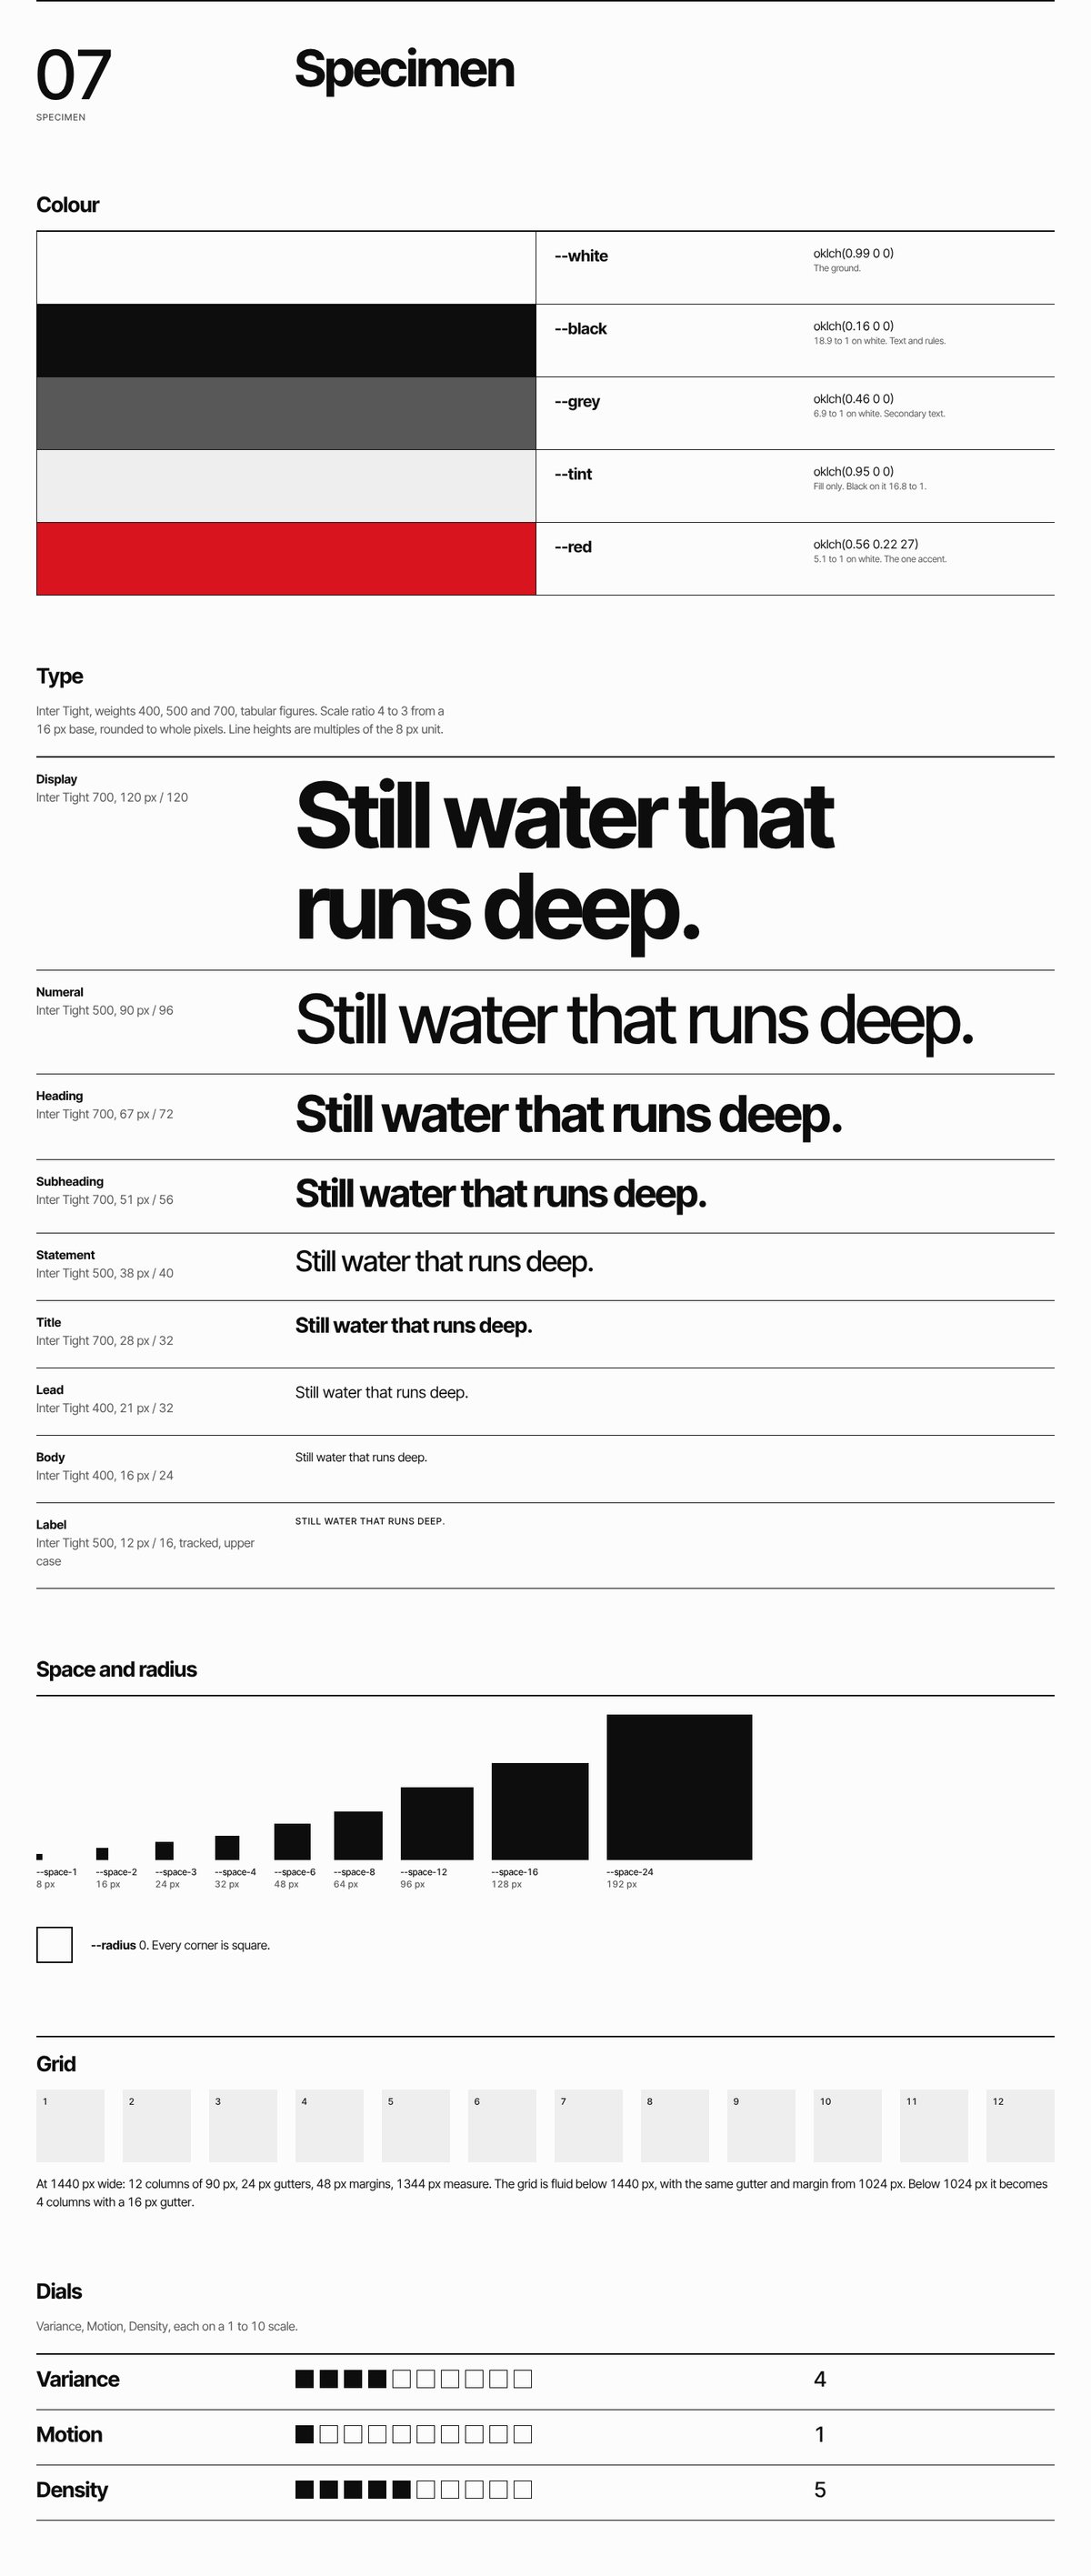 07
SPECIMEN
Specimen
Colour
--white
oklch(0.99 0 0)
The ground.
--black
oklch(0.16 0 0)
18.9 to 1 on white. Text and rules.
--grey
oklch(0.46 0 0)
6.9 to 1 on white. Secondary text.
--tint
oklch(0.95 0 0)
Fill only. Black on it 16.8 to 1.
--red
oklch(0.56 0.22 27)
5.1 to 1 on white. The one accent.
Type
Inter Tight, weights 400, 500 and 700, tabular figures. Scale ratio 4 to 3 from a
16 px base, rounded to whole pixels. Line heights are multiples of the 8 px unit.
Display
Inter Tight 700, 120 px / 120
Still water that
runs deep.
Numeral
Inter Tight 500, 90 px / 96
Still water that runs deep.
Heading
Inter Tight 700, 67 px / 72
Still water that runs deep.
Subheading
Inter Tight 700, 51 px / 56
Still water that runs deep.
Statement
Inter Tight 500, 38 px / 40
Still water that runs deep.
Title
Inter Tight 700, 28 px / 32
Still water that runs deep.
Lead
Inter Tight 400, 21 px / 32
Still water that runs deep.
Body
Inter Tight 400, 16 px / 24
Still water that runs deep.
Label
Inter Tight 500, 12 px / 16, tracked, upper
case
STILL WATER THAT RUNS DEEP.
Space and radius
--space-1
8 px
--space-2
16 px
--space-3
24 px
--space-4
32 px
--space-6
48 px
--space-8
64 px
--space-12
96 px
--space-16
128 px
--space-24
192 px
--radius 0. Every corner is square.
Grid
1
2
3
4
5
6
7
8
9
10
11
12
At 1440 px wide: 12 columns of 90 px, 24 px gutters, 48 px margins, 1344 px measure. The grid is fluid below 1440 px, with the same gutter and margin from 1024 px. Below 1024 px it becomes
4 columns with a 16 px gutter.
Dials
Variance, Motion, Density, each on a 1 to 10 scale.
Variance
4
Motion
1
Density
5